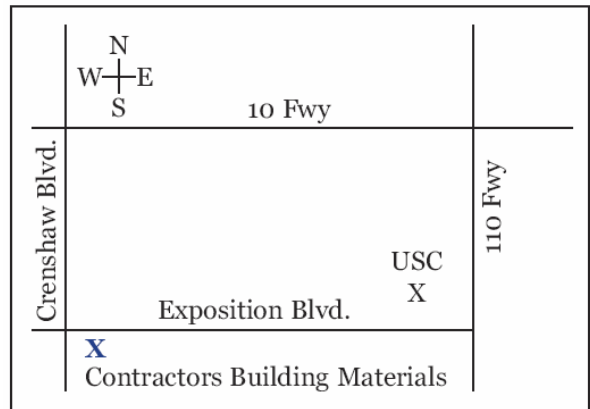 N
W E
S
10 Fwy
Crenshaw Blvd.
110 Fwy
USC
X
Exposition Blvd.
X
Contractors Building Materials